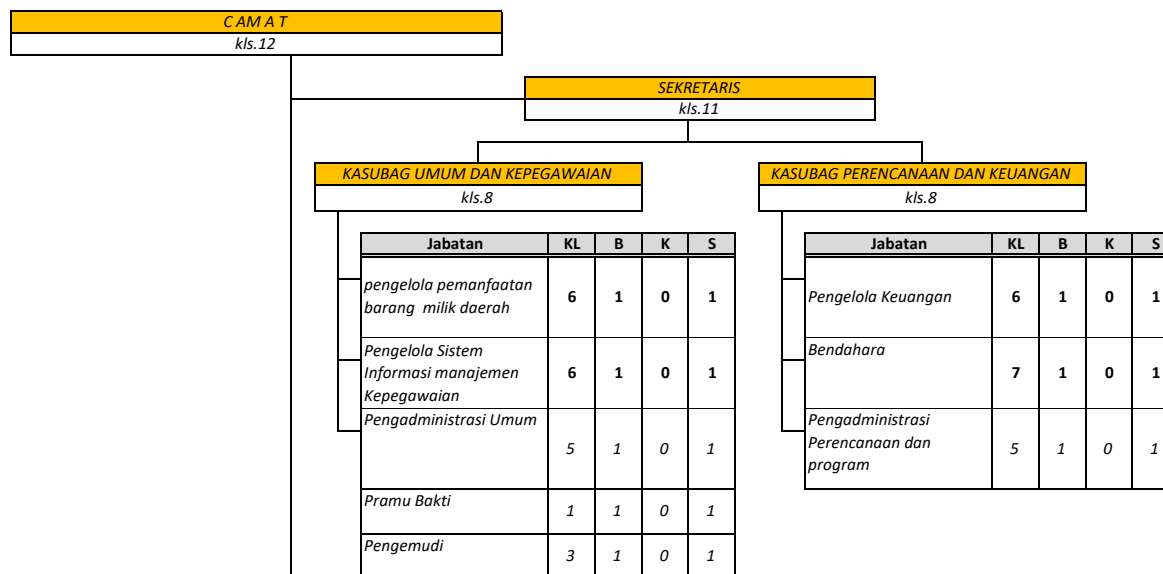 C AM A T
kls.12
SEKRETARIS
kls.11
KASUBAG UMUM DAN KEPEGAWAIAN
kls.8
KASUBAG PERENCANAAN DAN KEUANGAN
kls.8
Jabatan KL B K S
pengelola pemanfaatan
barang milik daerah 6 1 0 1
Pengelola Sistem
Informasi manajemen 6 1 0 1
Kepegawaian
Pengadministrasi Umum
5 1 0 1
Pramu Bakti
1 1 0 1
Pengemudi
3 1 0 1
Jabatan KL B K S
Pengelola Keuangan 6 1 0 1
Bendahara
7 1 0 1
Pengadministrasi
Perencanaan dan 5 1 0 1
program